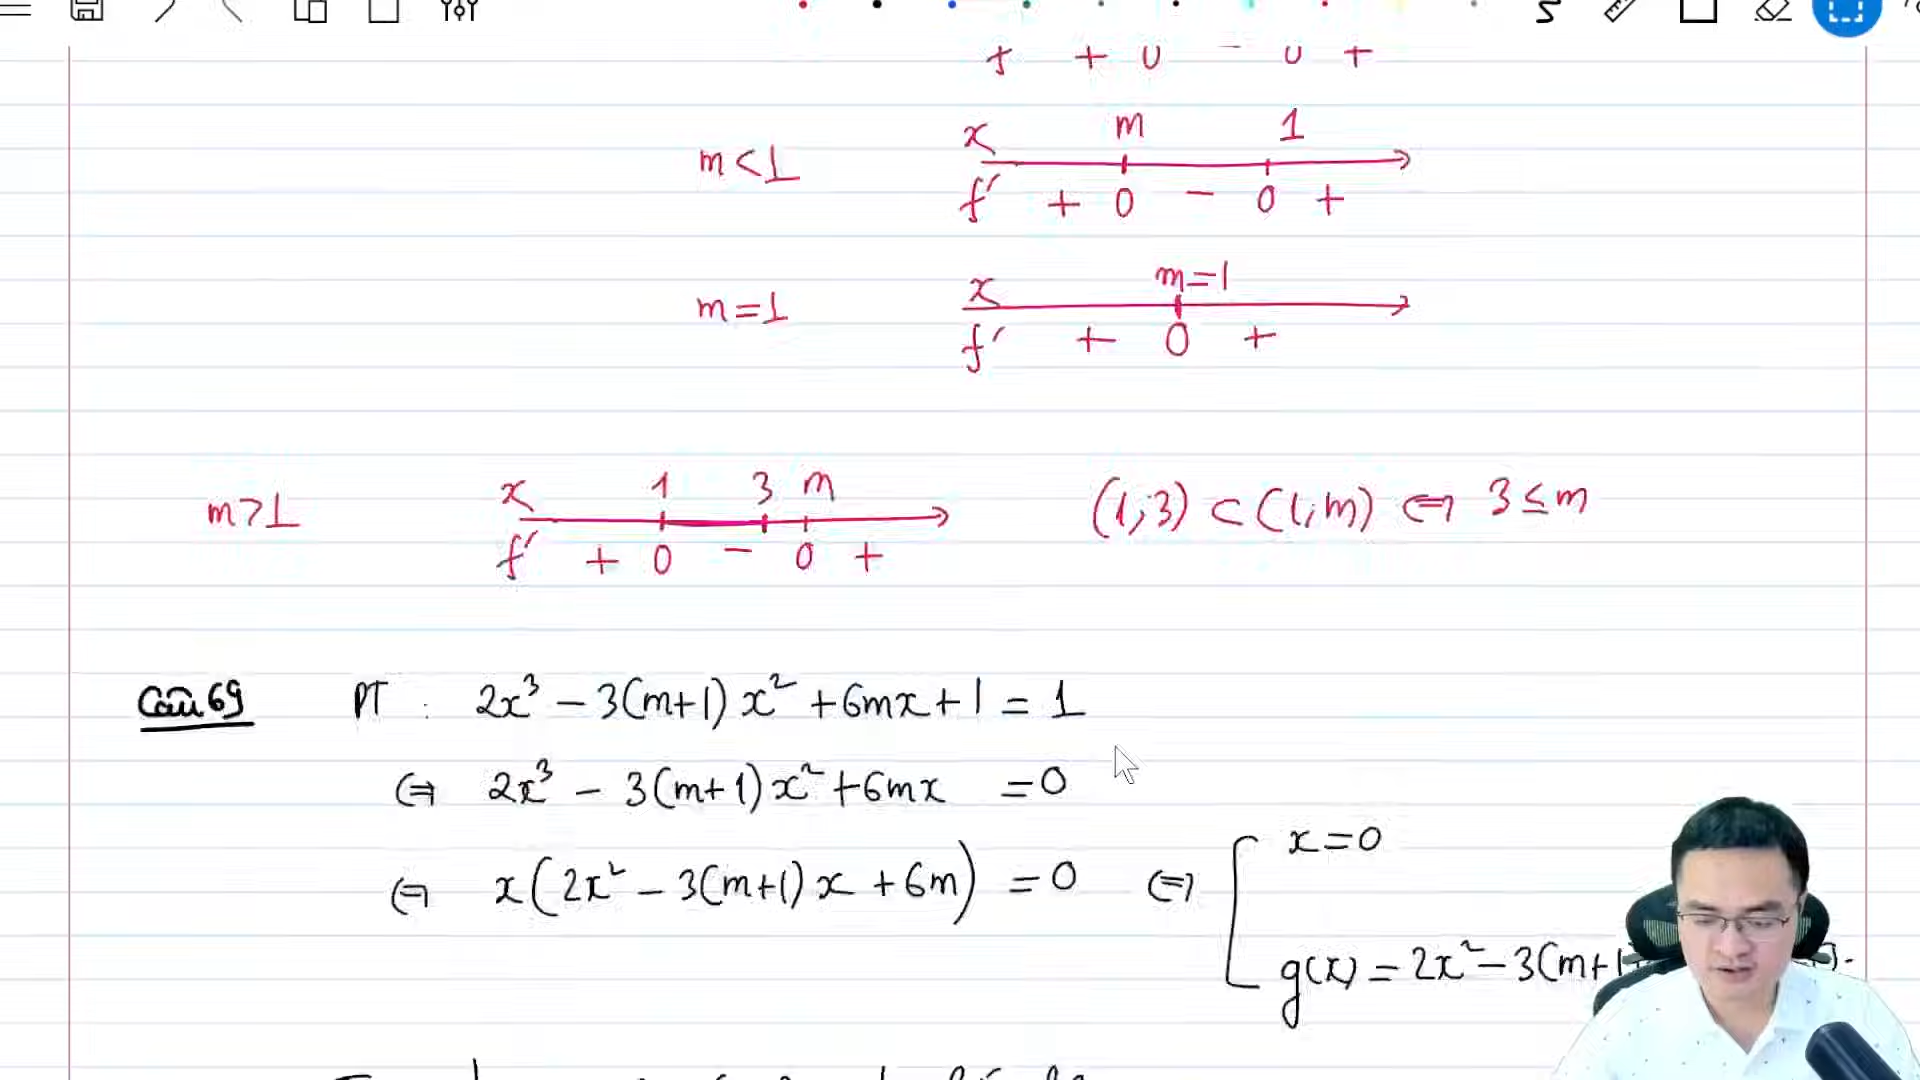 f' + 0 − 0 +
m<1
x m 1
f' + 0 − 0 +
m=1
x m=1
f' + 0 +
m>1 x 1 3 m (1;3) ⊂ (1;m) ⇔ 3≤m
f' + 0 − 0 +
Câu 69 PT : 2x³ − 3(m+1)x² + 6mx + 1 = 1
⇔ 2x³ − 3(m+1)x² + 6mx = 0
⇔ x(2x² − 3(m+1)x + 6m) = 0 ⇔ [ x=0
g(x) = 2x² − 3(m+1